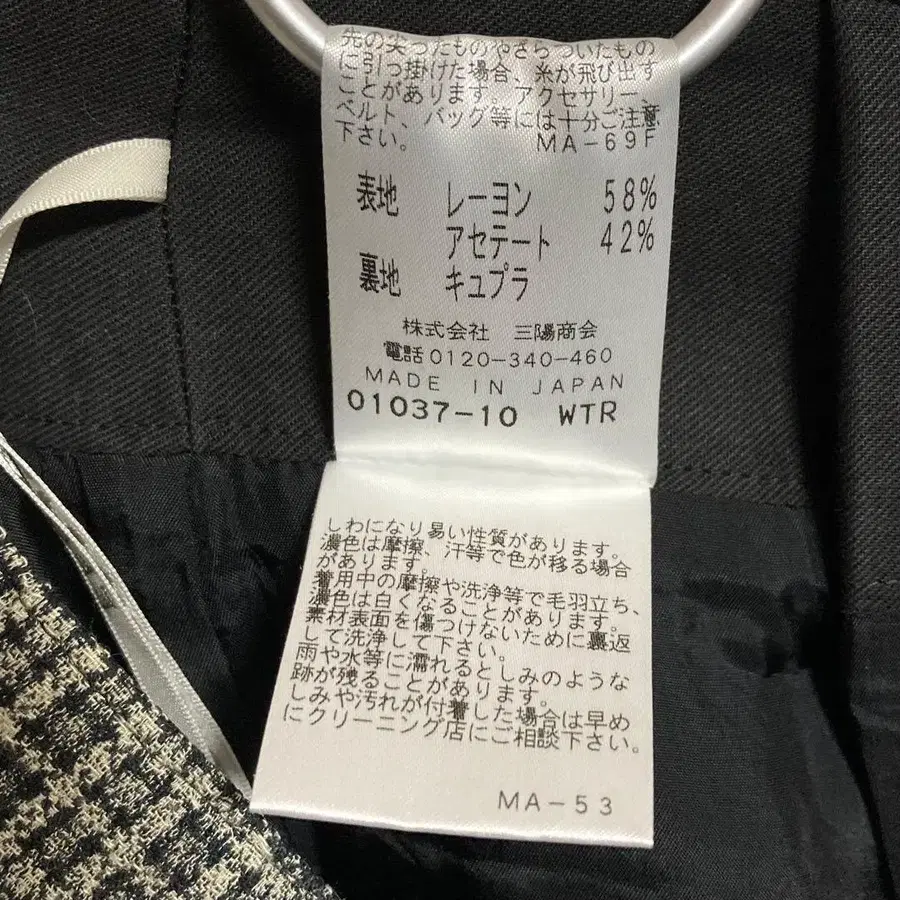 先の尖ったものやざらついたもの
に引っ掛けた場合、糸が飛び出す
ことがあります。アクセサリー、
ベルト、バッグ等には十分ご注意
下さい。 MA-69F
表地 レーヨン 58%
アセテート 42%
裏地 キュプラ
株式会社 三陽商会
電話0120-340-460
MADE IN JAPAN
01037-10 WTR
しわになり易い性質があります。
濃色は摩擦、汗等で色が移る場合
があります。
着用中の摩擦や洗浄等で毛羽立ち、
濃色は白くなることがあります。
素材表面を傷つけないために裏返
して洗浄して下さい。
雨や水等に濡れるとしみのような
跡が残ることがあります。
しみや汚れが付着した場合は早め
にクリーニング店にご相談下さい。
MA-53